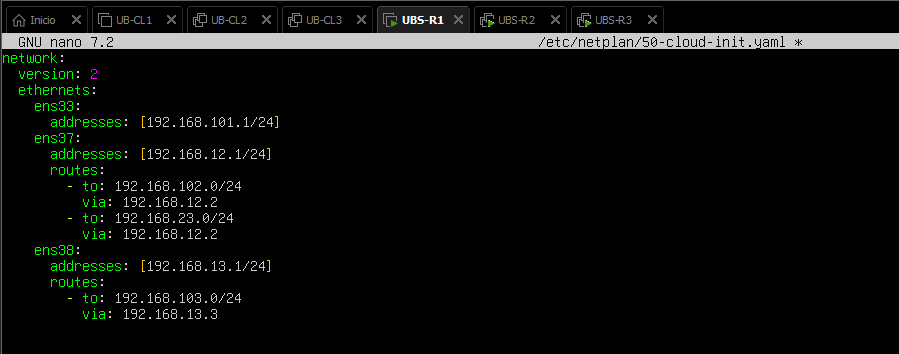 Inicio UB-CL1 UB-CL2 UB-CL3 UBS-R1 UBS-R2 UBS-R3
GNU nano 7.2 /etc/netplan/50-cloud-init.yaml *
network:
  version: 2
  ethernets:
    ens33:
      addresses: [192.168.101.1/24]
    ens37:
      addresses: [192.168.12.1/24]
      routes:
        - to: 192.168.102.0/24
          via: 192.168.12.2
        - to: 192.168.23.0/24
          via: 192.168.12.2
    ens38:
      addresses: [192.168.13.1/24]
      routes:
        - to: 192.168.103.0/24
          via: 192.168.13.3